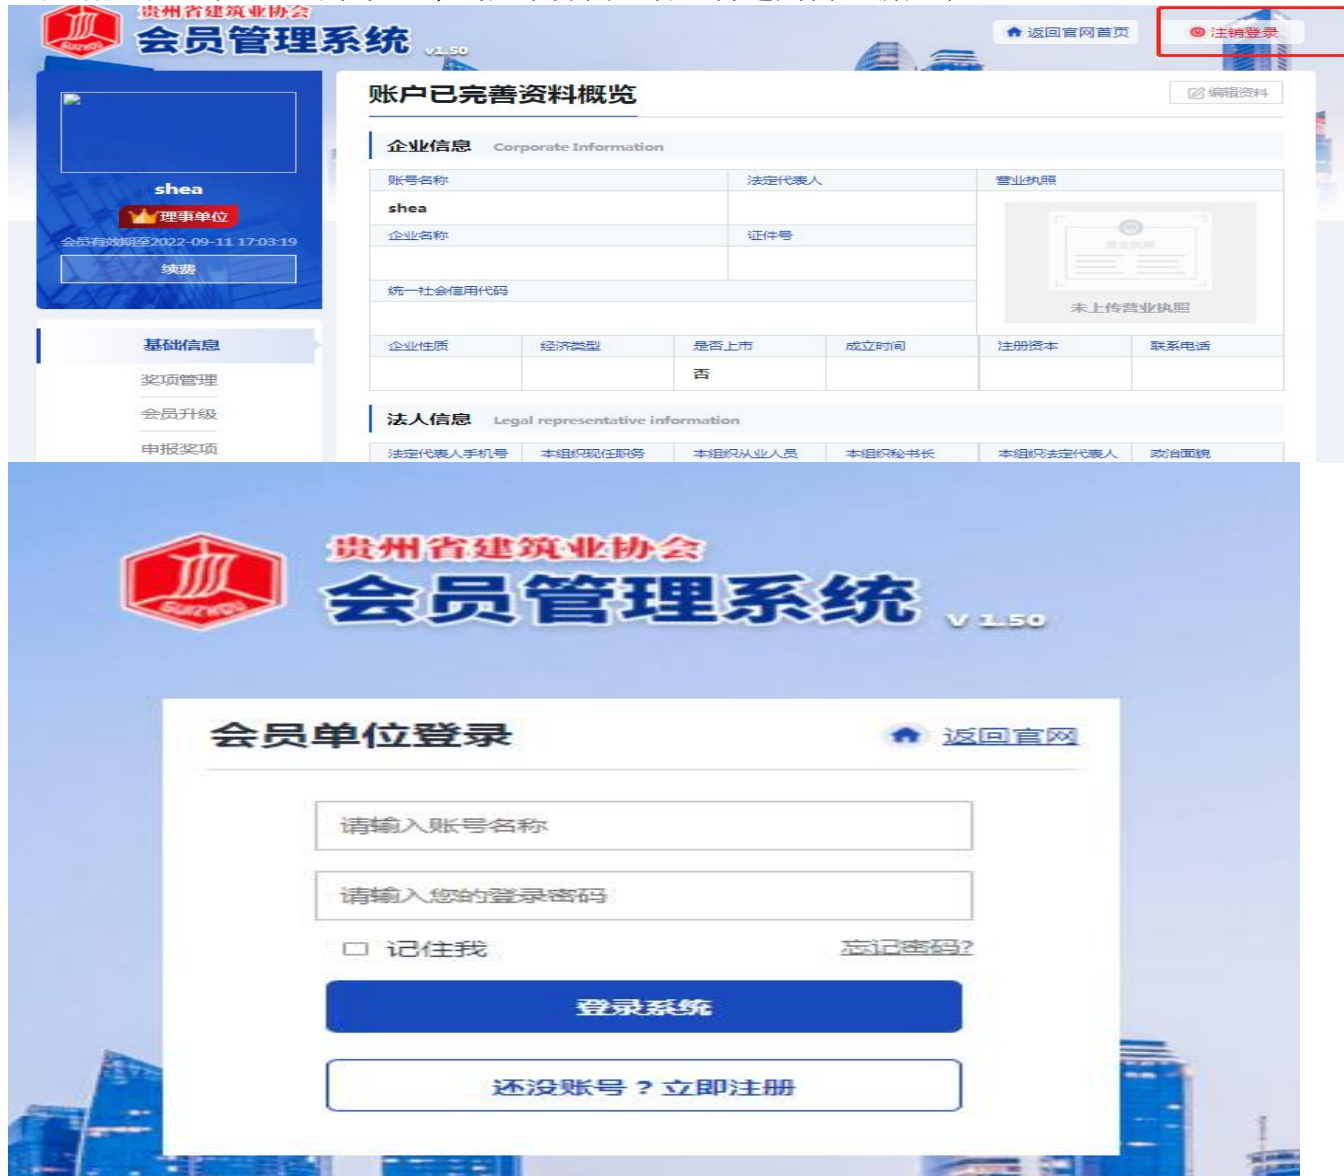 贵州省建筑业协会
会员管理系统 v1.50
返回官网首页
注销登录
shea
理事单位
会员有效期至2022-09-11 17:03:19
续费
基础信息
奖项管理
会员升级
申报奖项
账户已完善资料概览
编辑资料
企业信息 Corporate Information
账号名称 法定代表人 营业执照
shea
企业名称 证件号
营业执照
统一社会信用代码
未上传营业执照
企业性质 经济类型 是否上市 成立时间 注册资本 联系电话
否
法人信息 Legal representative information
法定代表人手机号 本组织现任职务 本组织从业人员 本组织秘书长 本组织法定代表人 政治面貌
贵州省建筑业协会
GUIZHOU
会员管理系统 V 1.50
会员单位登录
返回官网
请输入账号名称
请输入您的登录密码
记住我
忘记密码?
登录系统
还没账号？立即注册